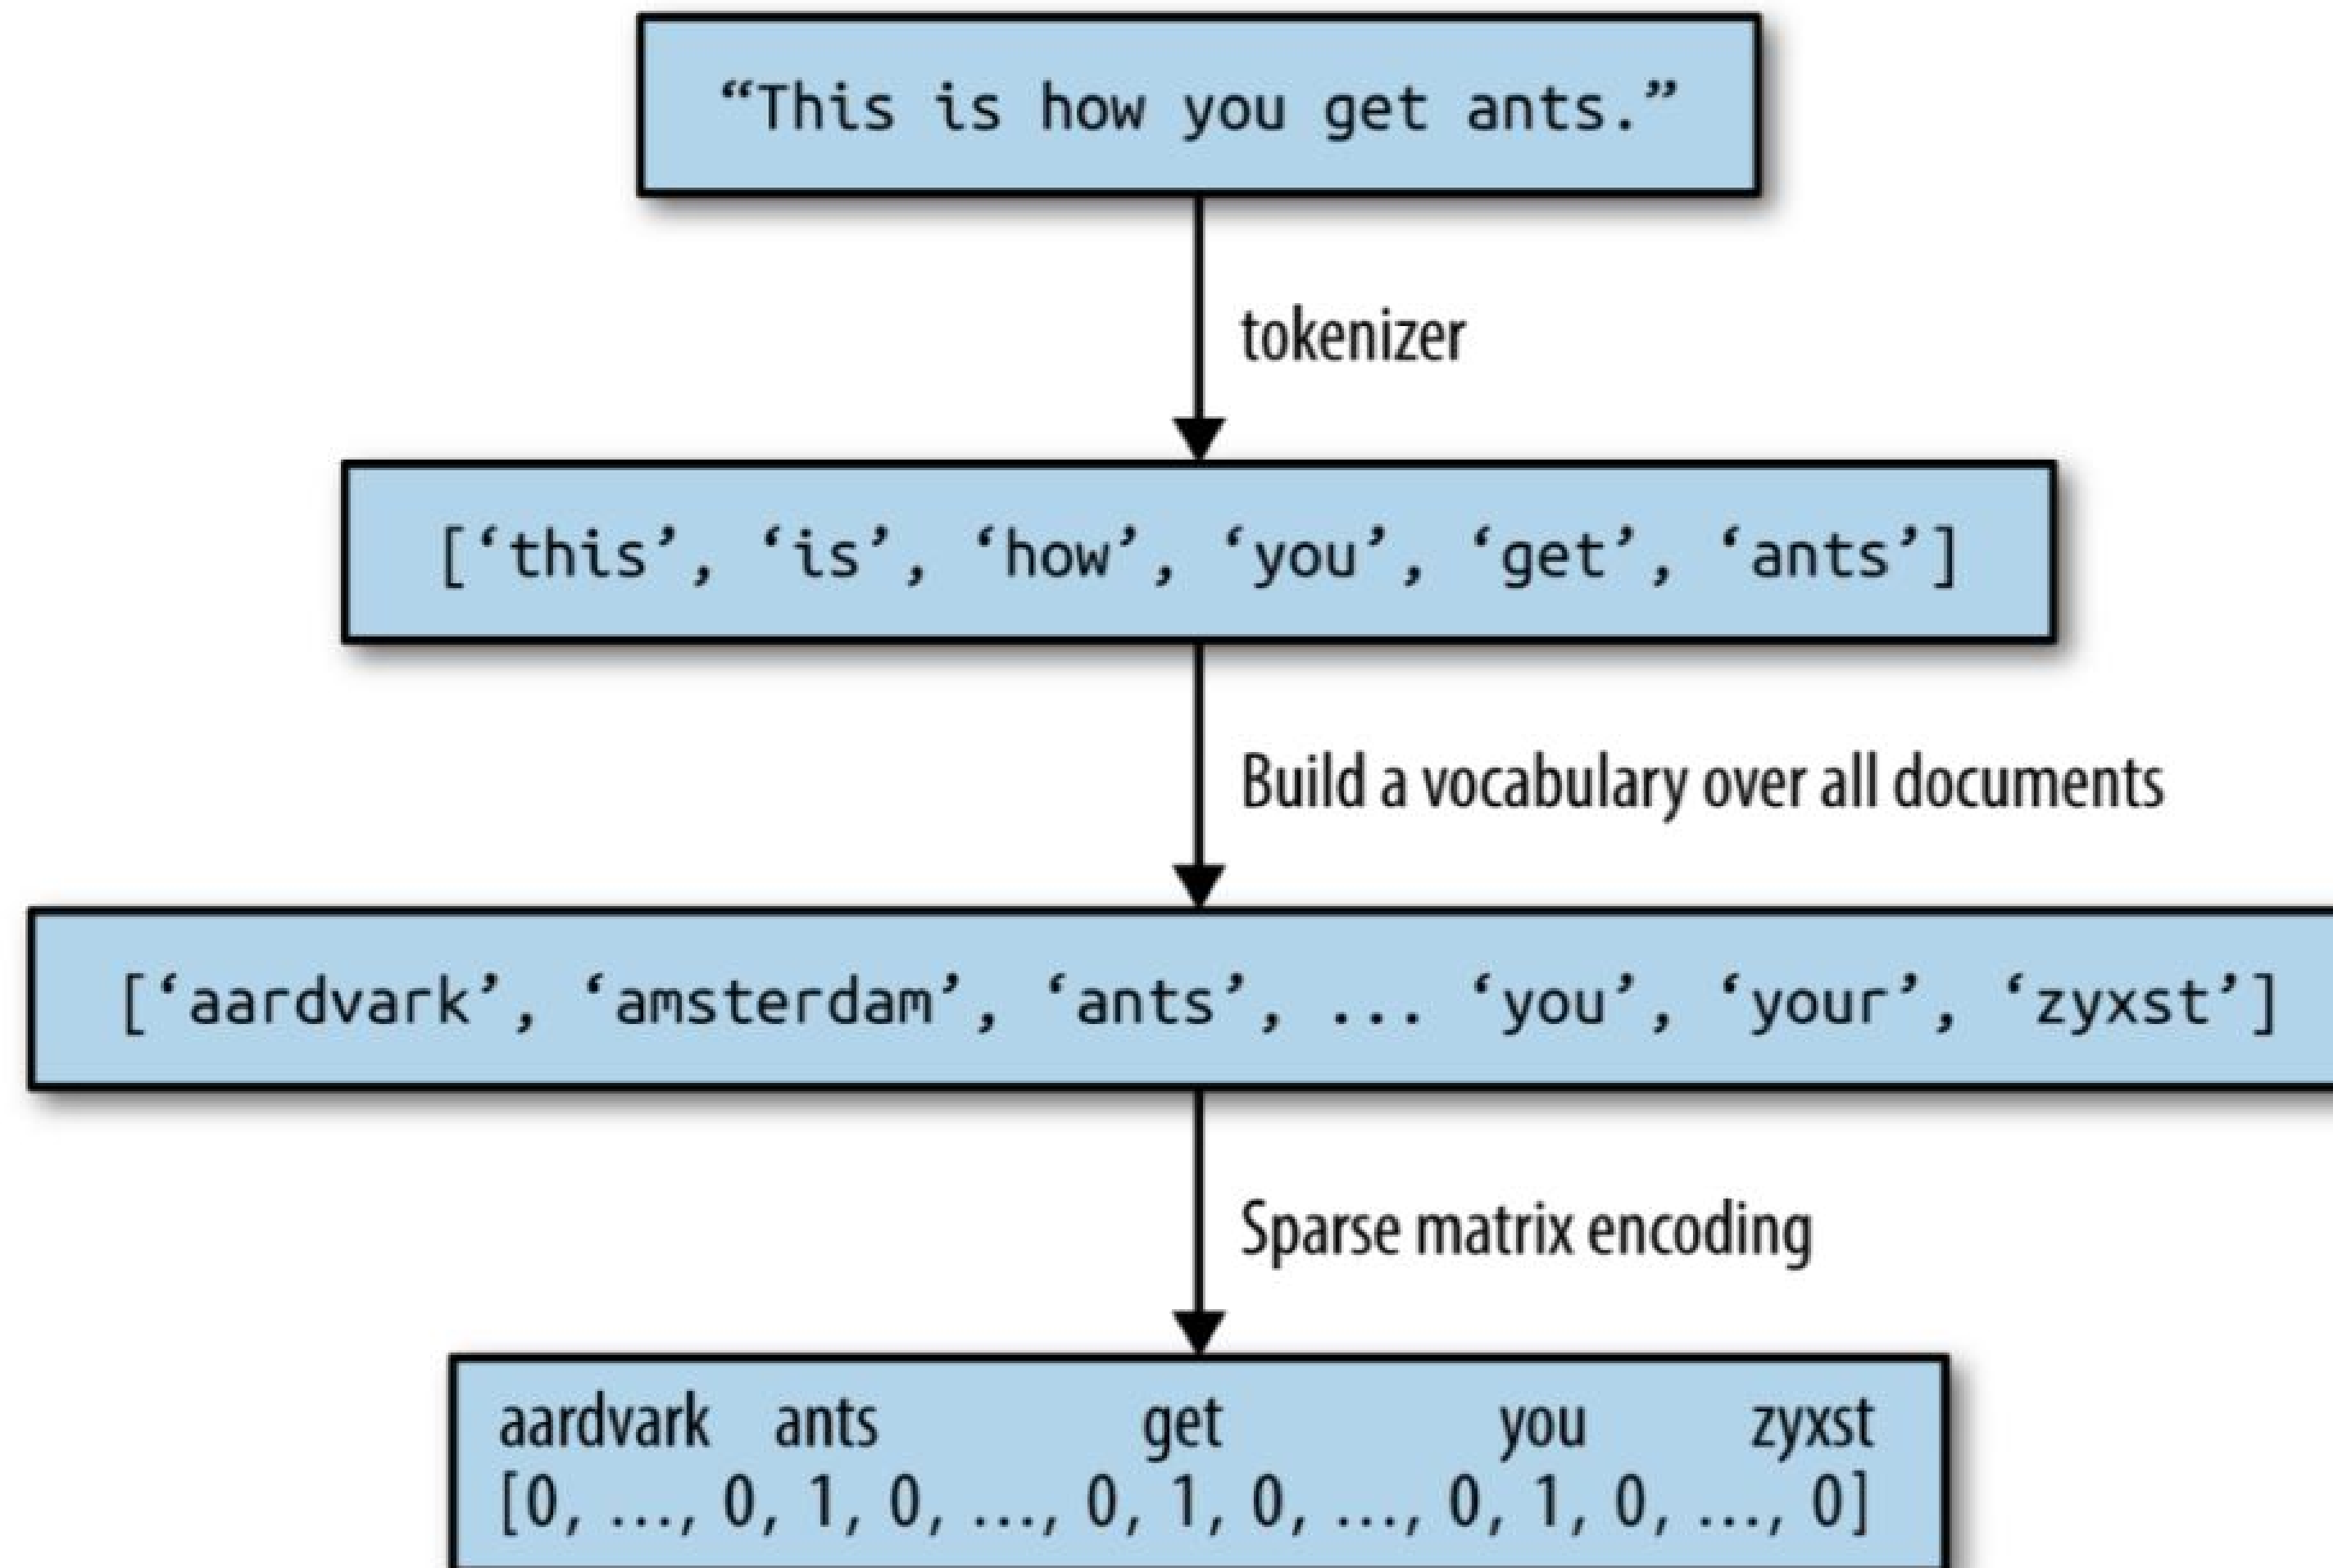 “This is how you get ants.”
tokenizer
[‘this’, ‘is’, ‘how’, ‘you’, ‘get’, ‘ants’]
Build a vocabulary over all documents
[‘aardvark’, ‘amsterdam’, ‘ants’, ... ‘you’, ‘your’, ‘zyxst’]
Sparse matrix encoding
aardvark ants get you zyxst
[0, ..., 0, 1, 0, ..., 0, 1, 0, ..., 0, 1, 0, ..., 0]